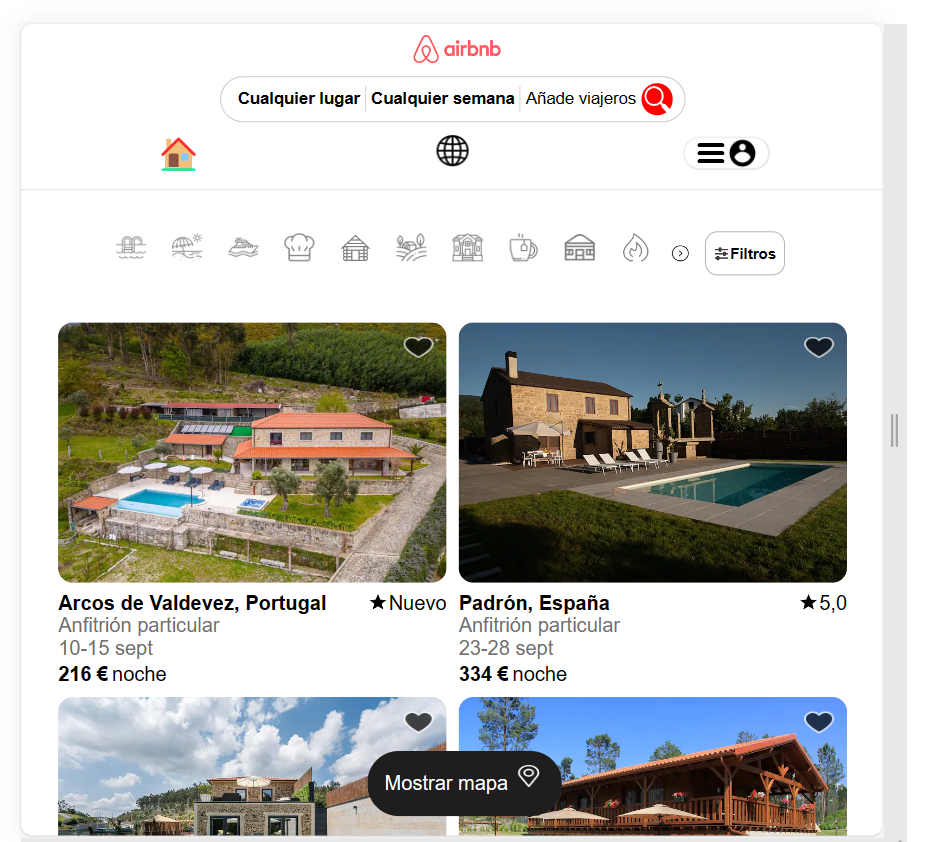 airbnb
Cualquier lugar Cualquier semana Añade viajeros
Filtros
Arcos de Valdevez, Portugal ★Nuevo
Anfitrión particular
10-15 sept
216 € noche
Padrón, España ★5,0
Anfitrión particular
23-28 sept
334 € noche
Mostrar mapa